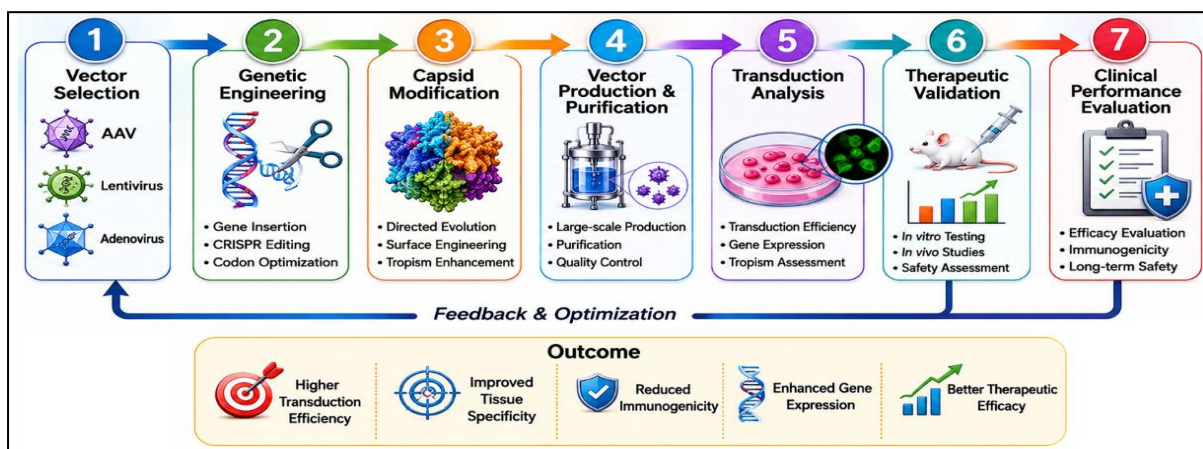 1
Vector
Selection
AAV
Lentivirus
Adenovirus
2
Genetic
Engineering
• Gene Insertion
• CRISPR Editing
• Codon Optimization
3
Capsid
Modification
• Directed Evolution
• Surface Engineering
• Tropism Enhancement
4
Vector
Production &
Purification
• Large-scale Production
• Purification
• Quality Control
5
Transduction
Analysis
• Transduction Efficiency
• Gene Expression
• Tropism Assessment
6
Therapeutic
Validation
• In vitro Testing
• In vivo Studies
• Safety Assessment
7
Clinical
Performance
Evaluation
• Efficacy Evaluation
• Immunogenicity
• Long-term Safety
Feedback & Optimization
Outcome
Higher
Transduction
Efficiency
Improved
Tissue
Specificity
Reduced
Immunogenicity
Enhanced Gene
Expression
Better Therapeutic
Efficacy